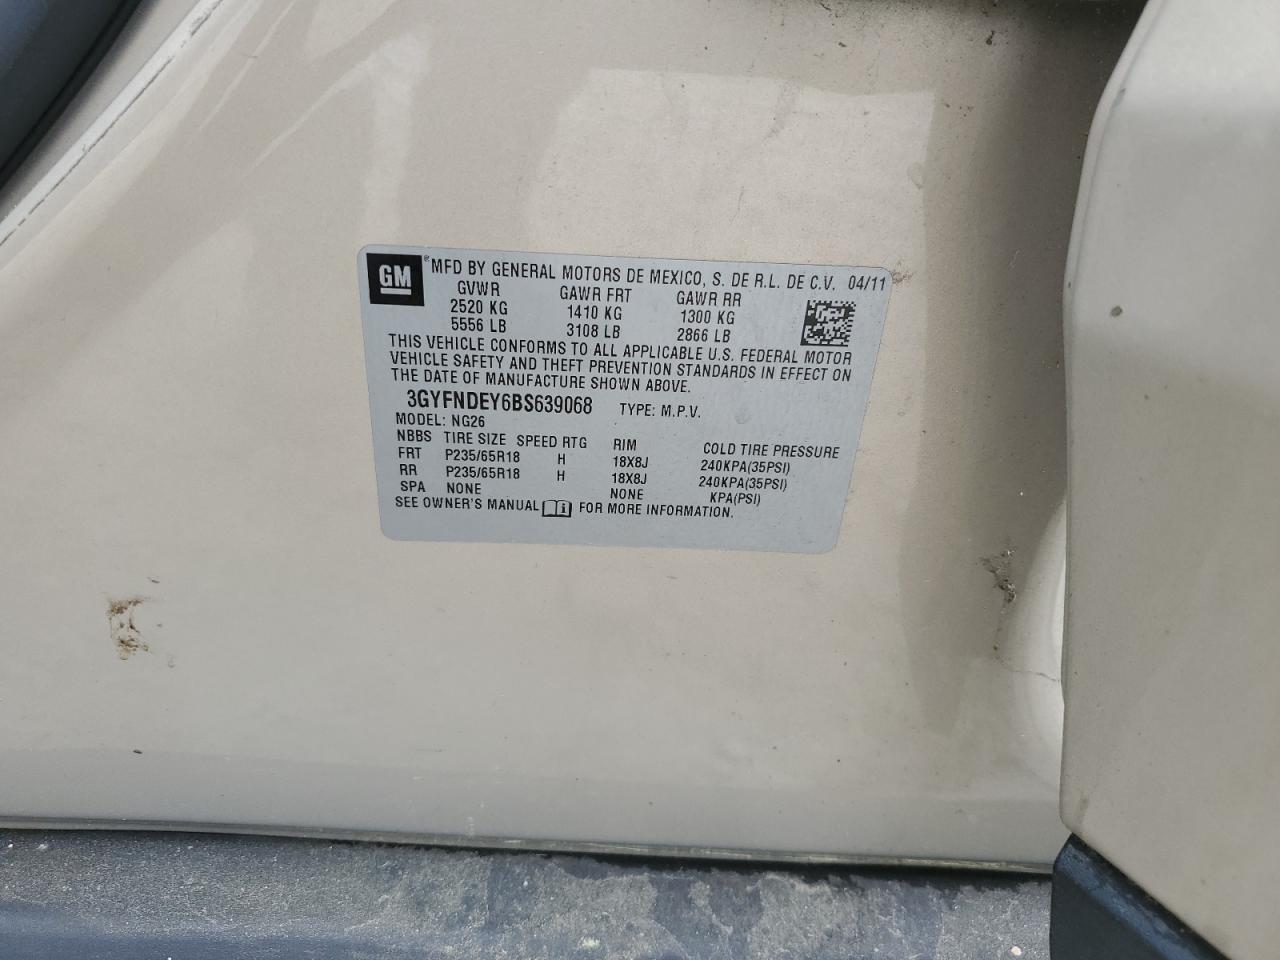 GM® MFD BY GENERAL MOTORS DE MEXICO, S. DE R.L. DE C.V. 04/11
GVWR GAWR FRT GAWR RR
2520 KG 1410 KG 1300 KG
5556 LB 3108 LB 2866 LB
THIS VEHICLE CONFORMS TO ALL APPLICABLE U.S. FEDERAL MOTOR
VEHICLE SAFETY AND THEFT PREVENTION STANDARDS IN EFFECT ON
THE DATE OF MANUFACTURE SHOWN ABOVE.
3GYFNDEY6BS639068 TYPE: M.P.V.
MODEL: NG26
NBBS TIRE SIZE SPEED RTG RIM COLD TIRE PRESSURE
FRT P235/65R18 H 18X8J 240KPA(35PSI)
RR P235/65R18 H 18X8J 240KPA(35PSI)
SPA NONE NONE KPA(PSI)
SEE OWNER'S MANUAL FOR MORE INFORMATION.